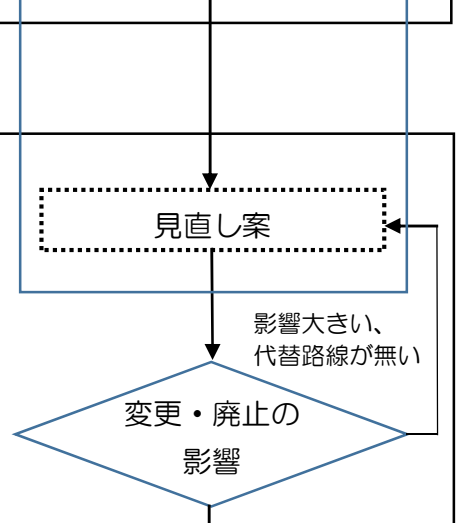 見直し案
影響大きい、
代替路線が無い
変更・廃止の
影響